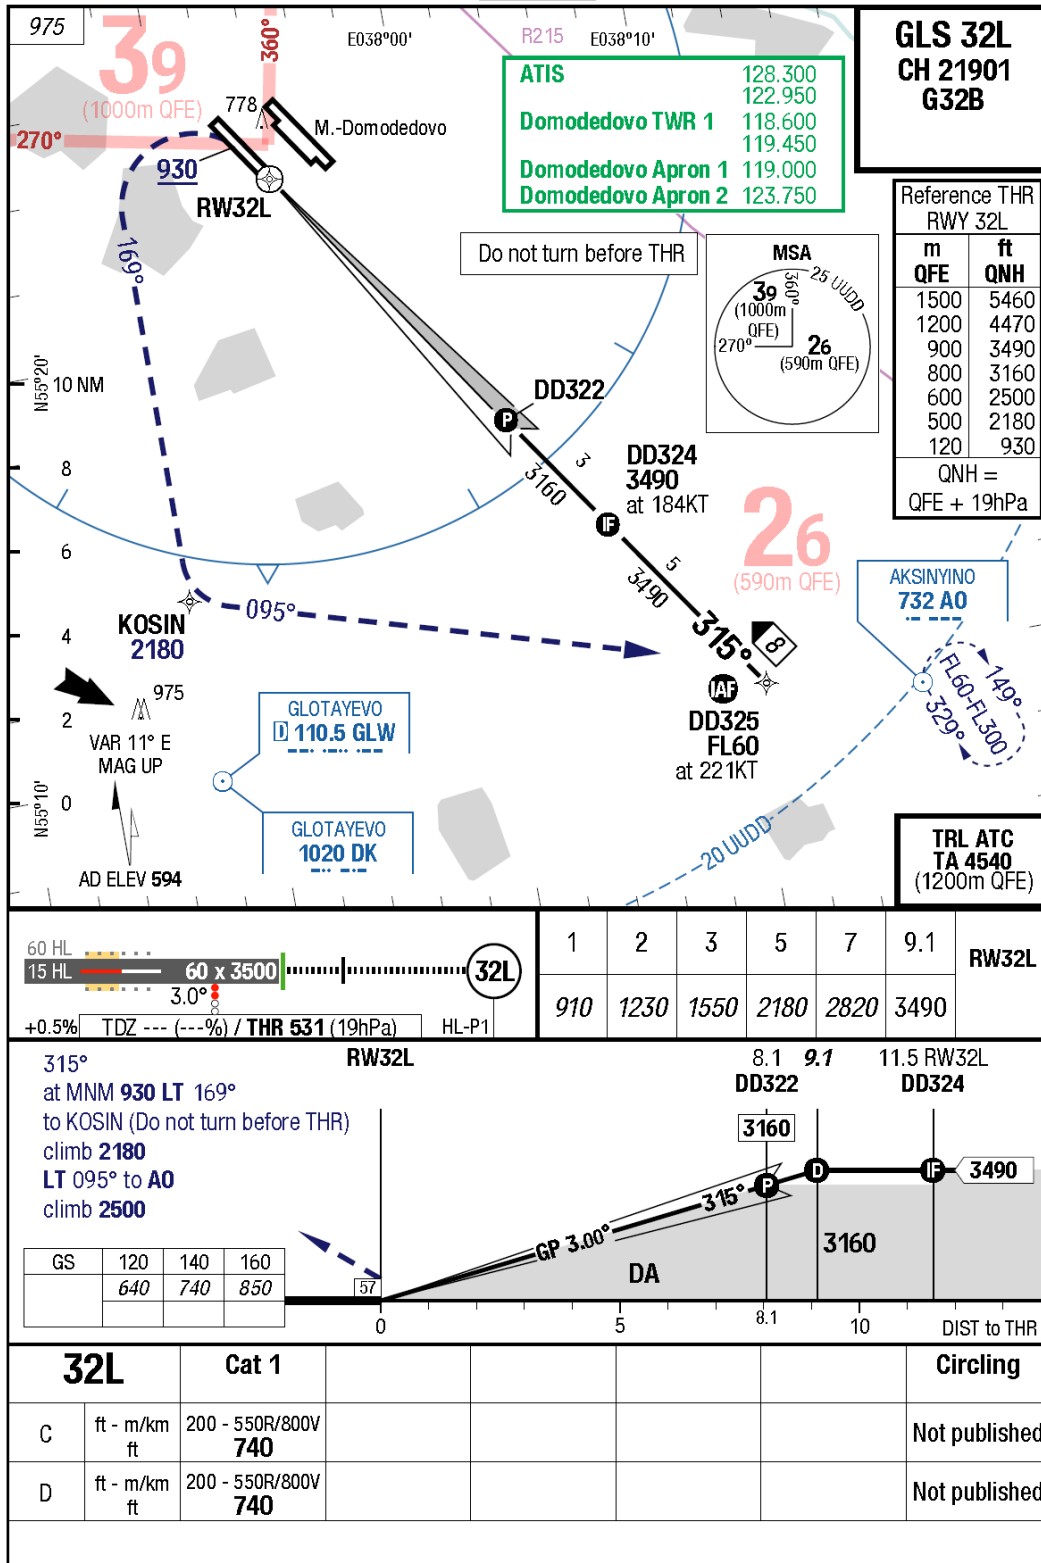 975
39
(1000m QFE)
360°
270°
E038°00'
R215
E038°10'
GLS 32L
CH 21901
G32B
ATIS 128.300
122.950
Domodedovo TWR 1 118.600
119.450
Domodedovo Apron 1 119.000
Domodedovo Apron 2 123.750
778
M.-Domodedovo
930
RW32L
Do not turn before THR
MSA
25 UUDD
39
(1000m
QFE)
360°
270°
26
(590m QFE)
Reference THR
RWY 32L
m ft
QFE QNH
1500 5460
1200 4470
900 3490
800 3160
600 2500
500 2180
120 930
QNH =
QFE + 19hPa
169°
N55°20'
10 NM
8
6
4
2
0
N55°10'
DD322
P
3
3160
DD324
3490
at 184KT
IF
5
3490
315°
8
26
(590m QFE)
IAF
DD325
FL60
at 221KT
AKSINYINO
732 AO
FL60-FL300
149°
329°
095°
KOSIN
2180
975
VAR 11° E
MAG UP
AD ELEV 594
GLOTAYEVO
D 110.5 GLW
GLOTAYEVO
1020 DK
20 UUDD
TRL ATC
TA 4540
(1200m QFE)
60 HL
15 HL
60 x 3500
3.0°
32L
+0.5%
TDZ --- (---%) / THR 531 (19hPa)
HL-P1
1 2 3 5 7 9.1 RW32L
910 1230 1550 2180 2820 3490
315°
at MNM 930 LT 169°
to KOSIN (Do not turn before THR)
climb 2180
LT 095° to AO
climb 2500
RW32L
8.1 9.1 11.5 RW32L
DD322 DD324
3160
P
D
IF
3490
315°
GP 3.00°
3160
DA
57
0 5 8.1 10 DIST to THR
GS 120 140 160
640 740 850
32L Cat 1 Circling
C ft - m/km 200 - 550R/800V Not published
ft 740
D ft - m/km 200 - 550R/800V Not published
ft 740